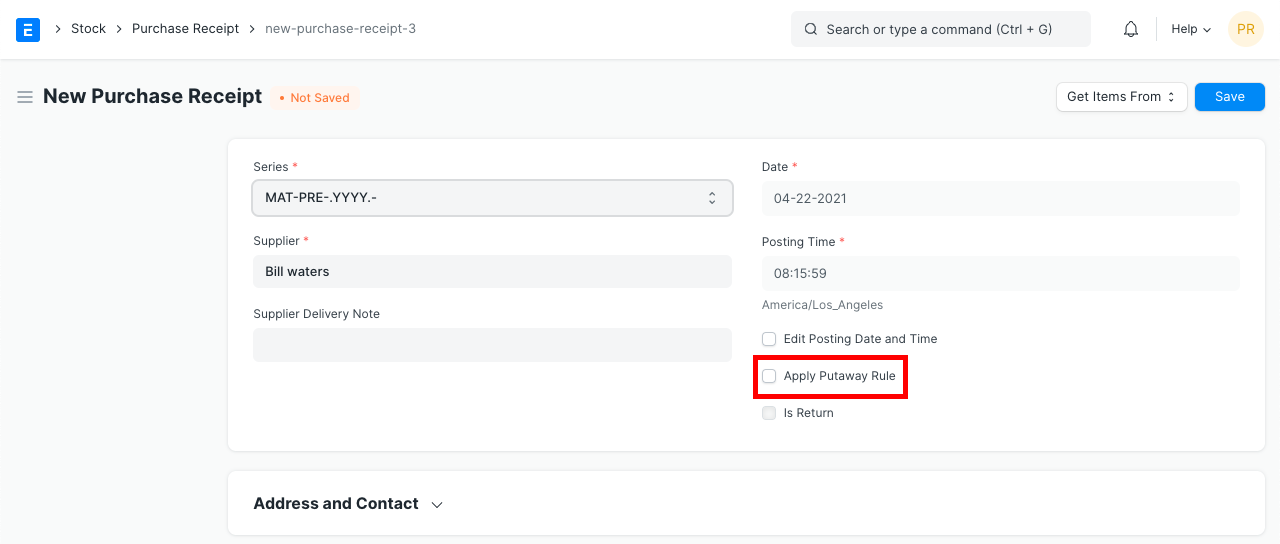 E > Stock > Purchase Receipt > new-purchase-receipt-3
Search or type a command (Ctrl + G)
Help
PR
New Purchase Receipt
• Not Saved
Get Items From
Save
Series *
MAT-PRE-.YYYY.-
Supplier *
Bill waters
Supplier Delivery Note
Date *
04-22-2021
Posting Time *
08:15:59
America/Los_Angeles
Edit Posting Date and Time
Apply Putaway Rule
Is Return
Address and Contact